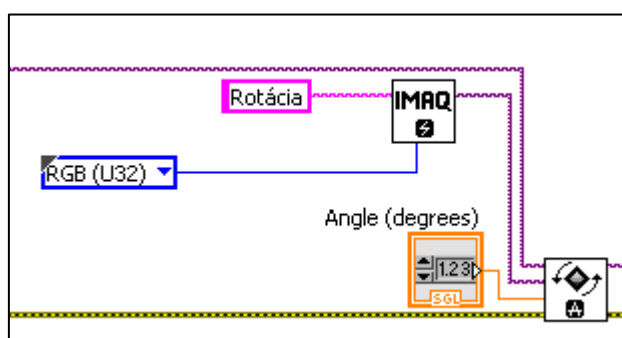 Rotácia
IMAQ
RGB (U32)
Angle (degrees)
1.23
SGL
A